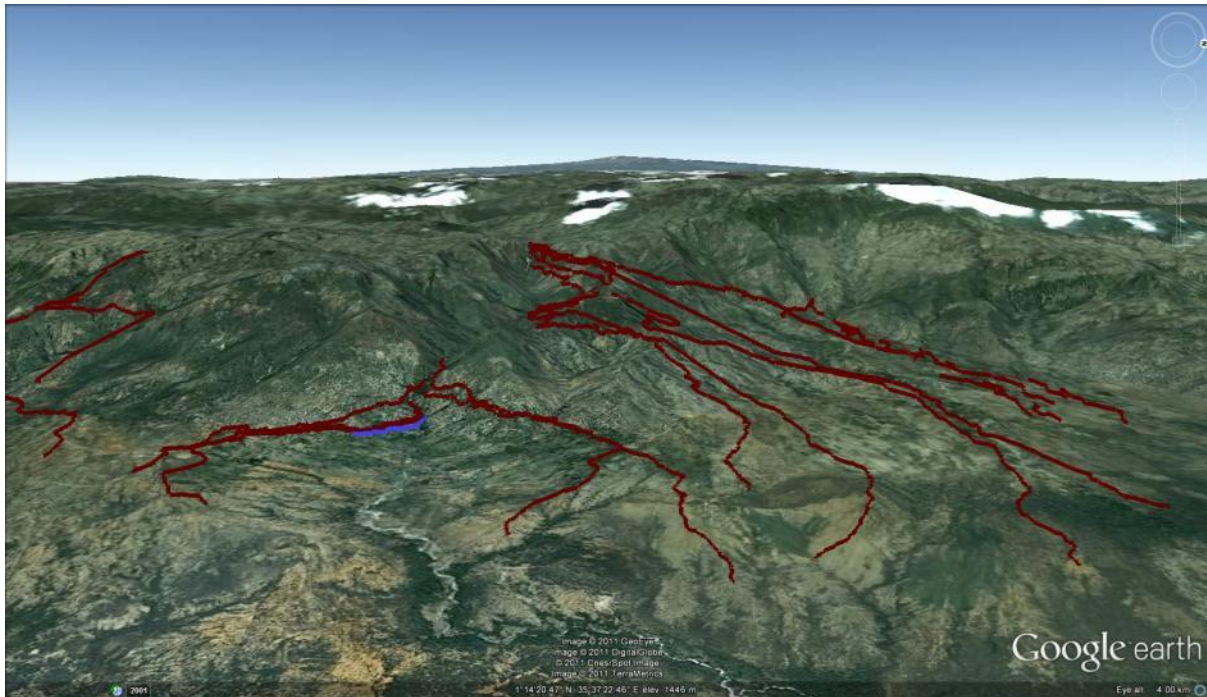 Image © 2011 GeoEye
Image © 2011 DigitalGlobe
© 2011 Cnes/Spot Image
Image © 2011 TerraMetrics
Google earth
2001
1°14'20.47" N 35°37'22.46" E elev 1446 m
Eye alt 4.00 km